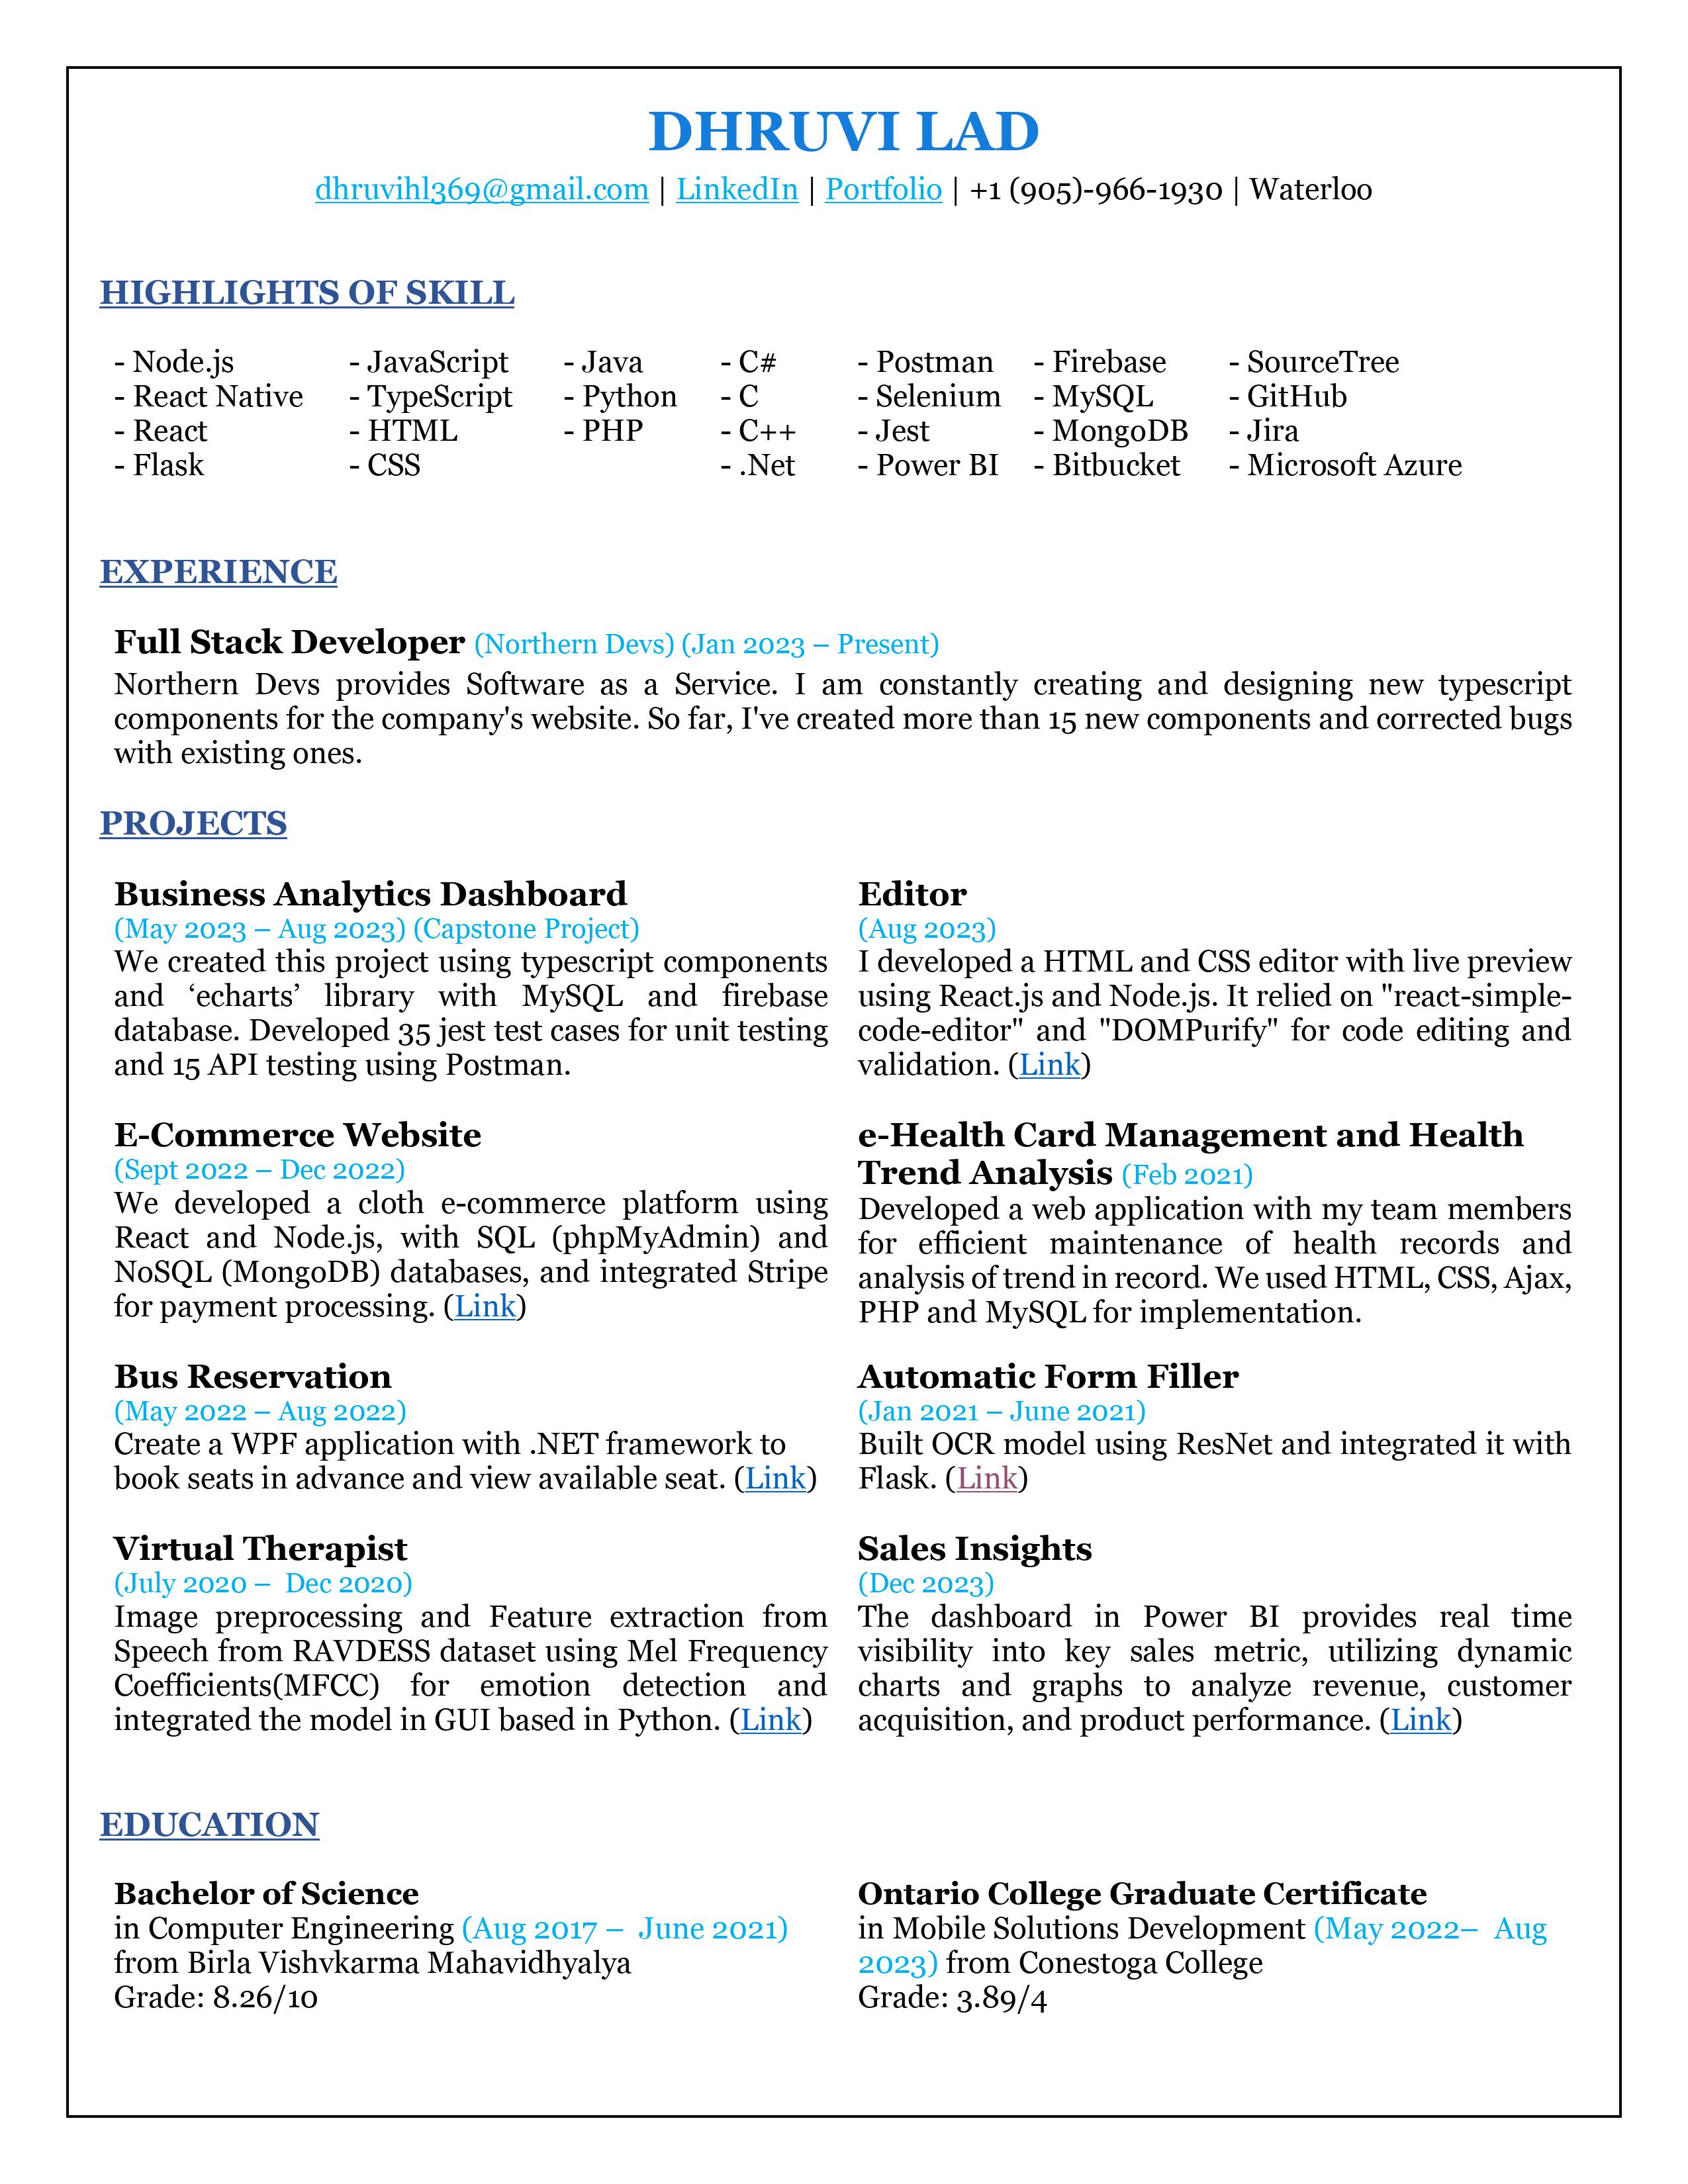 DHRUVI LAD
dhruvihl369@gmail.com | LinkedIn | Portfolio | +1 (905)-966-1930 | Waterloo
HIGHLIGHTS OF SKILL
- Node.js
- React Native
- React
- Flask
- JavaScript
- TypeScript
- HTML
- CSS
- Java
- Python
- PHP
- C#
- C
- C++
- .Net
- Postman
- Selenium
- Jest
- Power BI
- Firebase
- MySQL
- MongoDB
- Bitbucket
- SourceTree
- GitHub
- Jira
- Microsoft Azure
EXPERIENCE
Full Stack Developer (Northern Devs) (Jan 2023 – Present)
Northern Devs provides Software as a Service. I am constantly creating and designing new typescript
components for the company's website. So far, I've created more than 15 new components and corrected bugs
with existing ones.
PROJECTS
Business Analytics Dashboard
(May 2023 – Aug 2023) (Capstone Project)
We created this project using typescript components
and ‘echarts’ library with MySQL and firebase
database. Developed 35 jest test cases for unit testing
and 15 API testing using Postman.
Editor
(Aug 2023)
I developed a HTML and CSS editor with live preview
using React.js and Node.js. It relied on "react-simple-
code-editor" and "DOMPurify" for code editing and
validation. (Link)
E-Commerce Website
(Sept 2022 – Dec 2022)
We developed a cloth e-commerce platform using
React and Node.js, with SQL (phpMyAdmin) and
NoSQL (MongoDB) databases, and integrated Stripe
for payment processing. (Link)
e-Health Card Management and Health
Trend Analysis (Feb 2021)
Developed a web application with my team members
for efficient maintenance of health records and
analysis of trend in record. We used HTML, CSS, Ajax,
PHP and MySQL for implementation.
Bus Reservation
(May 2022 – Aug 2022)
Create a WPF application with .NET framework to
book seats in advance and view available seat. (Link)
Automatic Form Filler
(Jan 2021 – June 2021)
Built OCR model using ResNet and integrated it with
Flask. (Link)
Virtual Therapist
(July 2020 – Dec 2020)
Image preprocessing and Feature extraction from
Speech from RAVDESS dataset using Mel Frequency
Coefficients(MFCC) for emotion detection and
integrated the model in GUI based in Python. (Link)
Sales Insights
(Dec 2023)
The dashboard in Power BI provides real time
visibility into key sales metric, utilizing dynamic
charts and graphs to analyze revenue, customer
acquisition, and product performance. (Link)
EDUCATION
Bachelor of Science
in Computer Engineering (Aug 2017 – June 2021)
from Birla Vishvkarma Mahavidhyalya
Grade: 8.26/10
Ontario College Graduate Certificate
in Mobile Solutions Development (May 2022– Aug
2023) from Conestoga College
Grade: 3.89/4